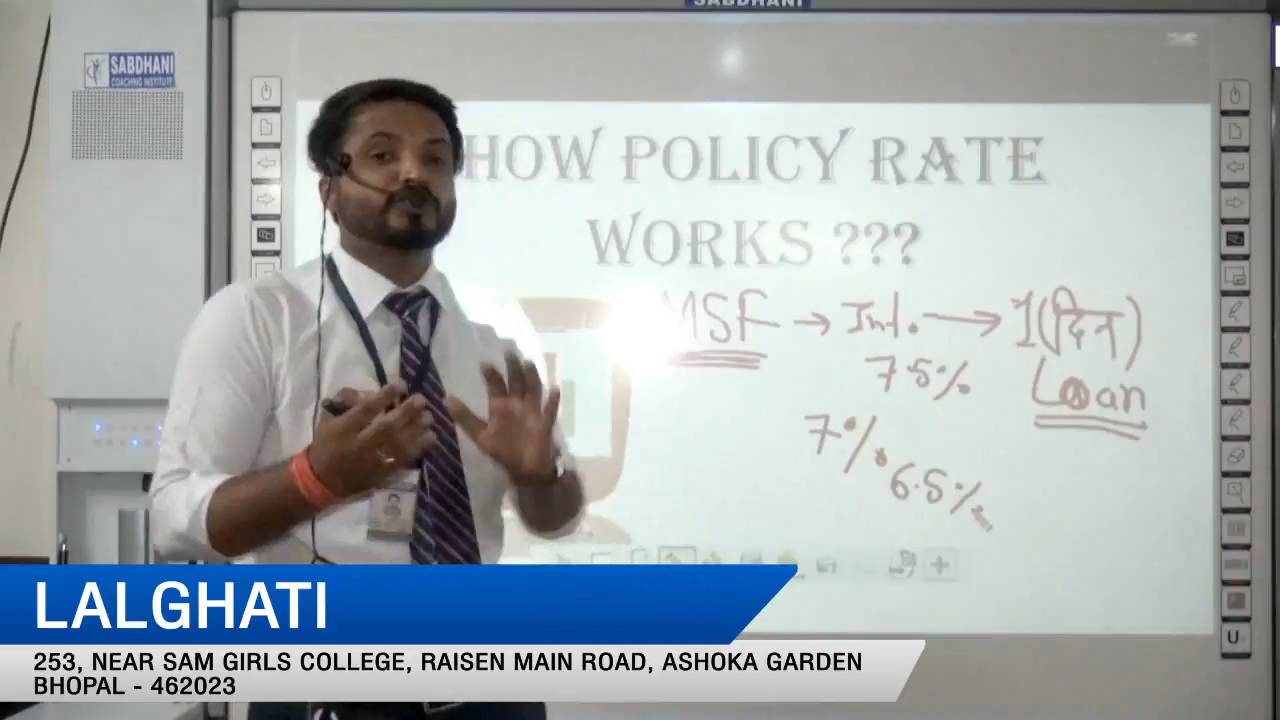 SABDHANI
SABDHANI
COACHING INSTITUTE
HOW POLICY RATE
WORKS ???
MSF → Int. → 1(दिन)
7.5% Loan
7%
6.5%
U
LALGHATI
253, NEAR SAM GIRLS COLLEGE, RAISEN MAIN ROAD, ASHOKA GARDEN
BHOPAL - 462023